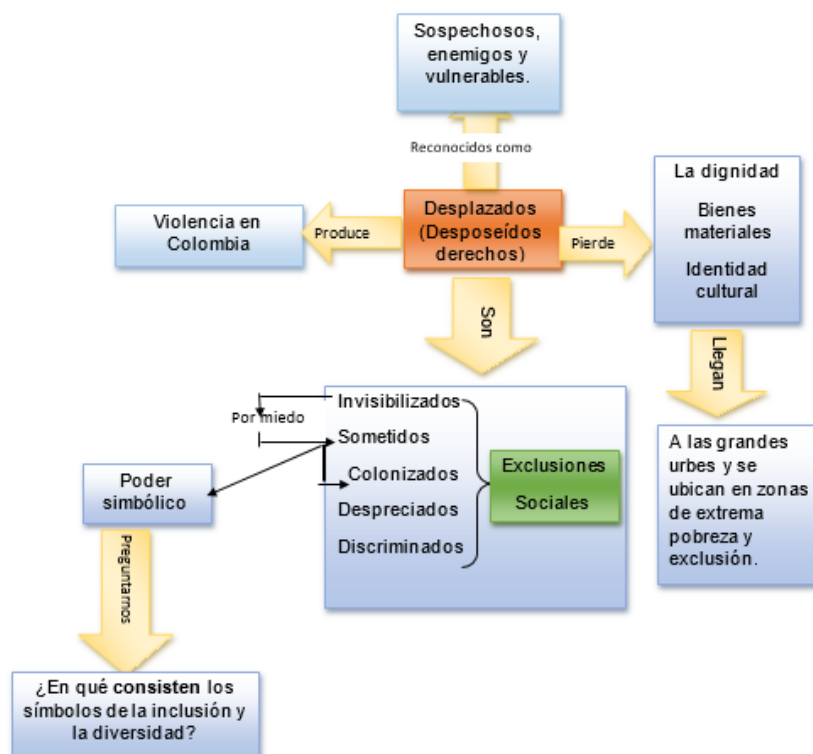 Sospechosos,
enemigos y
vulnerables.
Reconocidos como
La dignidad
Bienes
materiales
Identidad
cultural
Violencia en
Colombia
Produce
Desplazados
(Desposeídos
derechos)
Pierde
Son
Llegan
Invisibilizados
Por miedo
Sometidos
Colonizados
Despreciados
Discriminados
Exclusiones
Sociales
A las grandes
urbes y se
ubican en zonas
de extrema
pobreza y
exclusión.
Poder
simbólico
Preguntarnos
¿En qué consisten los
símbolos de la inclusión y
la diversidad?